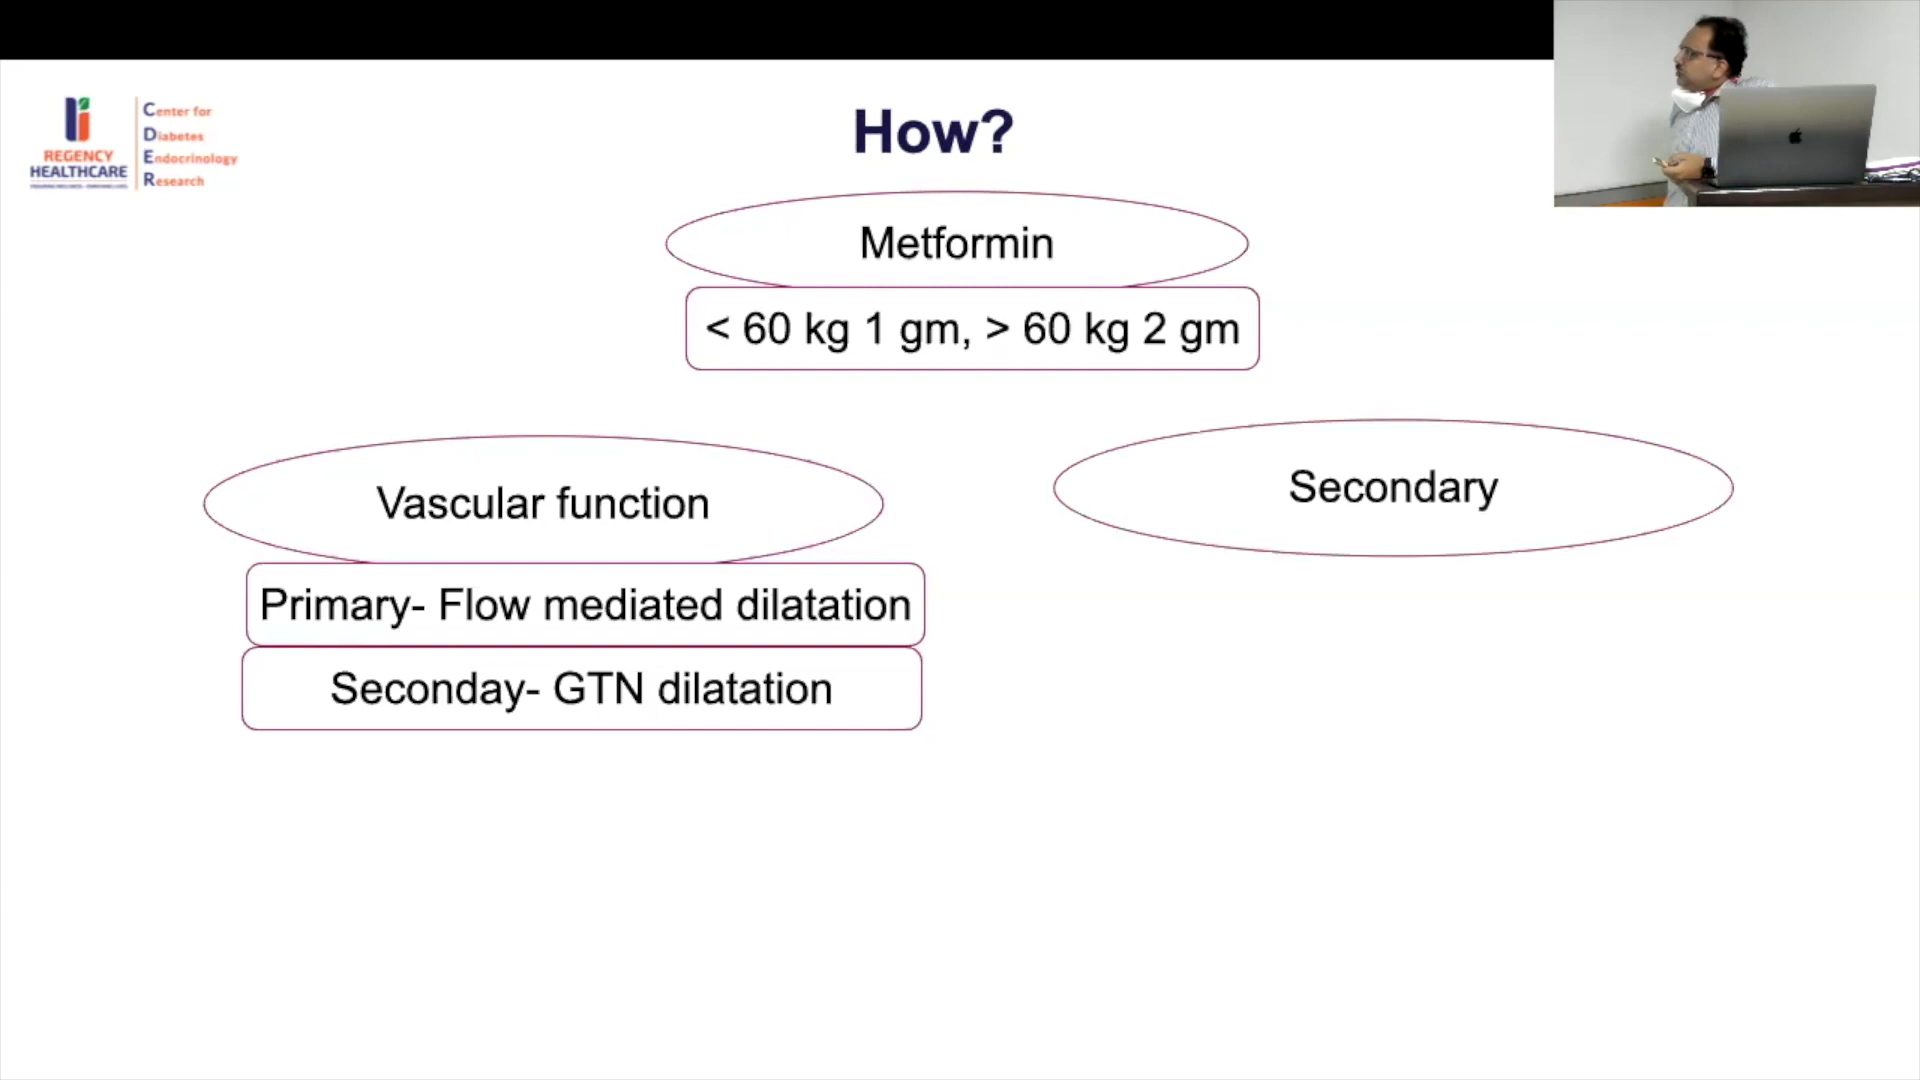 Center for
Diabetes
Endocrinology
Research
REGENCY
HEALTHCARE
How?
Metformin
< 60 kg 1 gm, > 60 kg 2 gm
Vascular function
Primary- Flow mediated dilatation
Seconday- GTN dilatation
Secondary